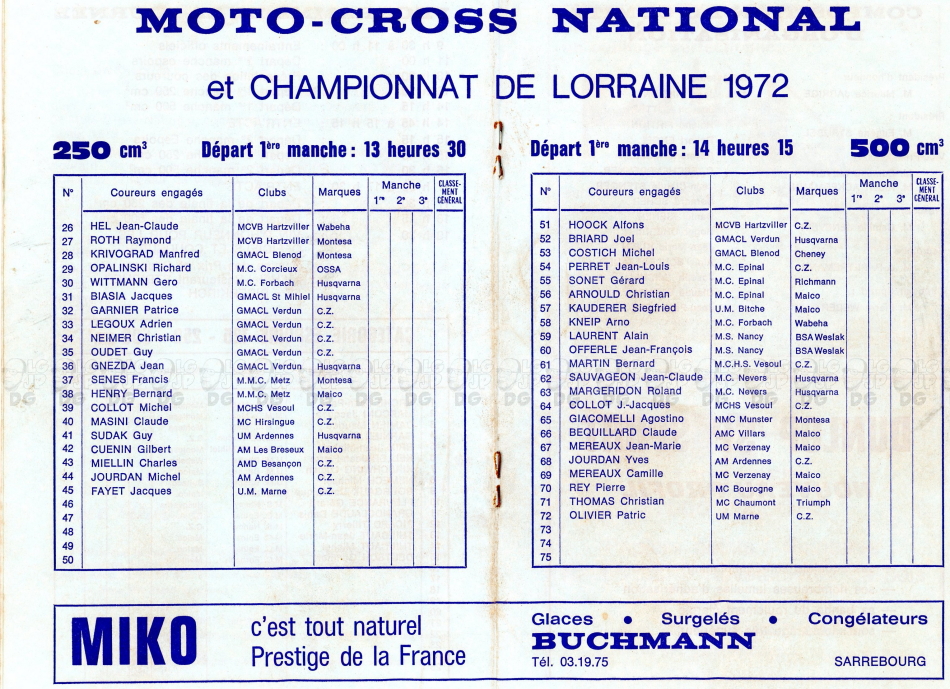 MOTO-CROSS NATIONAL
et CHAMPIONNAT DE LORRAINE 1972
250 cm³ Départ 1ère manche : 13 heures 30
N° Coureurs engagés Clubs Marques Manche 1re 2e 3e CLASSE-MENT GÉNÉRAL
26 HEL Jean-Claude MCVB Hartzviller Wabeha
27 ROTH Raymond MCVB Hartzviller Montesa
28 KRIVOGRAD Manfred GMACL Blenod Montesa
29 OPALINSKI Richard M.C. Corcieux OSSA
30 WITTMANN Gero M.C. Forbach Husqvarna
31 BIASIA Jacques GMACL St Mihiel Husqvarna
32 GARNIER Patrice GMACL Verdun C.Z.
33 LEGOUX Adrien GMACL Verdun C.Z.
34 NEIMER Christian GMACL Verdun C.Z.
35 OUDET Guy GMACL Verdun C.Z.
36 GNEZDA Jean GMACL Verdun Husqvarna
37 SENES Francis M.M.C. Metz Montesa
38 HENRY Bernard M.M.C. Metz Maico
39 COLLOT Michel MCHS Vesoul C.Z.
40 MASINI Claude MC Hirsingue C.Z.
41 SUDAK Guy UM Ardennes Husqvarna
42 CUENIN Gilbert AM Les Breseux Maico
43 MIELLIN Charles AMD Besançon C.Z.
44 JOURDAN Michel AM Ardennes C.Z.
45 FAYET Jacques U.M. Marne C.Z.
46
47
48
49
50
Départ 1ère manche : 14 heures 15 500 cm³
N° Coureurs engagés Clubs Marques Manche 1re 2e 3e CLASSE-MENT GÉNÉRAL
51 HOOCK Alfons MCVB Hartzviller C.Z.
52 BRIARD Joel GMACL Verdun Husqvarna
53 COSTICH Michel GMACL Blenod Cheney
54 PERRET Jean-Louis M.C. Epinal C.Z.
55 SONET Gérard M.C. Epinal Richmann
56 ARNOULD Christian M.C. Epinal Maico
57 KAUDERER Siegfried U.M. Bitche Maico
58 KNEIP Arno M.C. Forbach Wabeha
59 LAURENT Alain M.S. Nancy BSA Weslak
60 OFFERLE Jean-François M.S. Nancy BSA Weslak
61 MARTIN Bernard M.C.H.S. Vesoul C.Z.
62 SAUVAGEON Jean-Claude M.C. Nevers Husqvarna
63 MARGERIDON Roland M.C. Nevers Husqvarna
64 COLLOT J.-Jacques MCHS Vesoul C.Z.
65 GIACOMELLI Agostino NMC Munster Montesa
66 BEQUILLARD Claude AMC Villars Maico
67 MEREAUX Jean-Marie MC Verzenay Maico
68 JOURDAN Yves AM Ardennes C.Z.
69 MEREAUX Camille MC Verzenay Maico
70 REY Pierre MC Bourogne Maico
71 THOMAS Christian MC Chaumont Triumph
72 OLIVIER Patric UM Marne C.Z.
73
74
75
MIKO
c'est tout naturel
Prestige de la France
Glaces • Surgelés • Congélateurs
BUCHMANN
Tél. 03.19.75 SARREBOURG